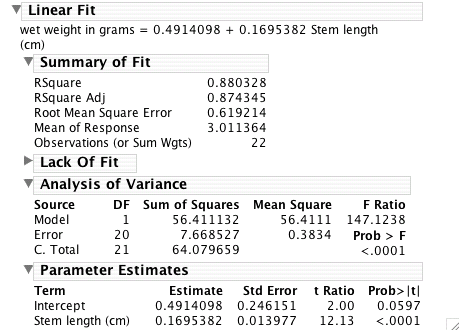 Linear Fit
wet weight in grams = 0.4914098 + 0.1695382 Stem length
(cm)
Summary of Fit
RSquare 0.880328
RSquare Adj 0.874345
Root Mean Square Error 0.619214
Mean of Response 3.011364
Observations (or Sum Wgts) 22
Lack Of Fit
Analysis of Variance
Source DF Sum of Squares Mean Square F Ratio
Model 1 56.411132 56.4111 147.1238
Error 20 7.668527 0.3834 Prob > F
C. Total 21 64.079659 <.0001
Parameter Estimates
Term Estimate Std Error t Ratio Prob>|t|
Intercept 0.4914098 0.246151 2.00 0.0597
Stem length (cm) 0.1695382 0.013977 12.13 <.0001